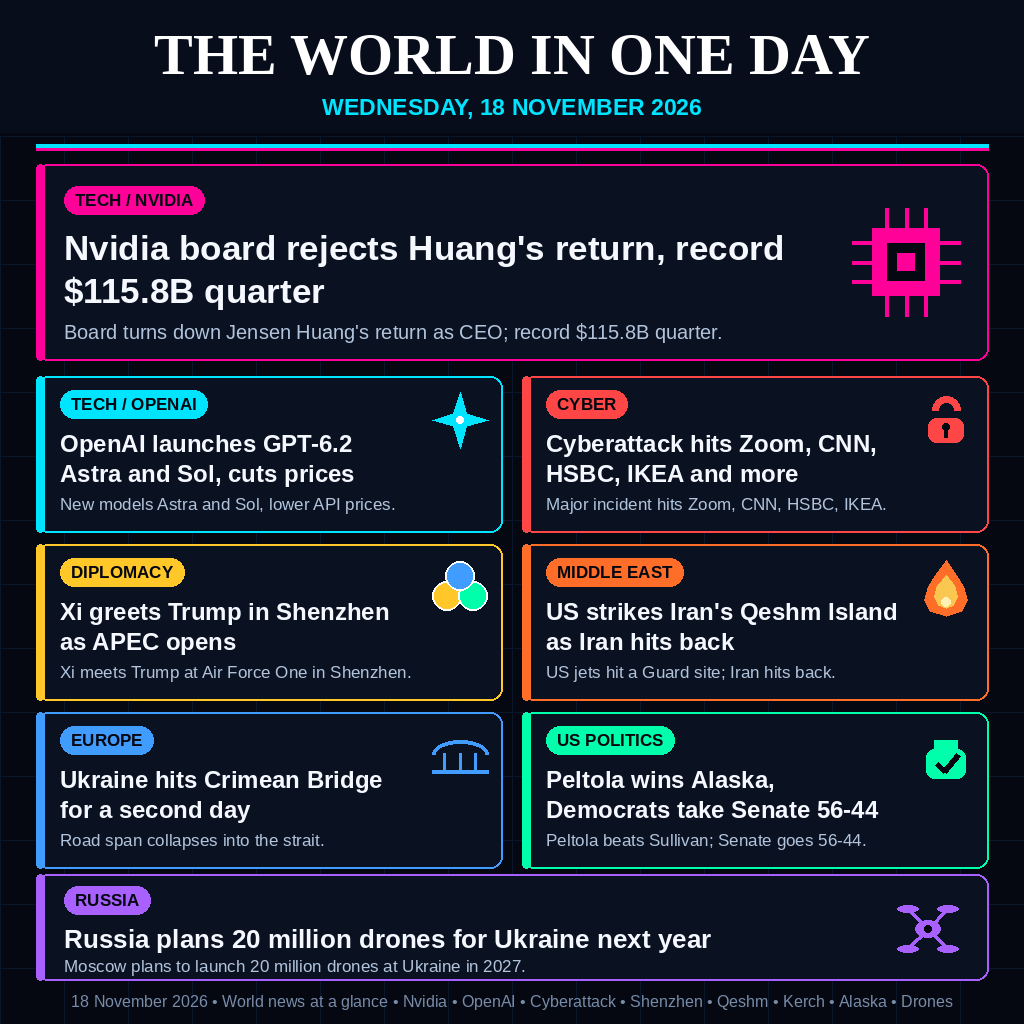 THE WORLD IN ONE DAY
WEDNESDAY, 18 NOVEMBER 2026
TECH / NVIDIA
Nvidia board rejects Huang's return, record
$115.8B quarter
Board turns down Jensen Huang's return as CEO; record $115.8B quarter.
TECH / OPENAI
OpenAI launches GPT-6.2
Astra and Sol, cuts prices
New models Astra and Sol, lower API prices.
CYBER
Cyberattack hits Zoom, CNN,
HSBC, IKEA and more
Major incident hits Zoom, CNN, HSBC, IKEA.
DIPLOMACY
Xi greets Trump in Shenzhen
as APEC opens
Xi meets Trump at Air Force One in Shenzhen.
MIDDLE EAST
US strikes Iran's Qeshm Island
as Iran hits back
US jets hit a Guard site; Iran hits back.
EUROPE
Ukraine hits Crimean Bridge
for a second day
Road span collapses into the strait.
US POLITICS
Peltola wins Alaska,
Democrats take Senate 56-44
Peltola beats Sullivan; Senate goes 56-44.
RUSSIA
Russia plans 20 million drones for Ukraine next year
Moscow plans to launch 20 million drones at Ukraine in 2027.
18 November 2026 • World news at a glance • Nvidia • OpenAI • Cyberattack • Shenzhen • Qeshm • Kerch • Alaska • Drones